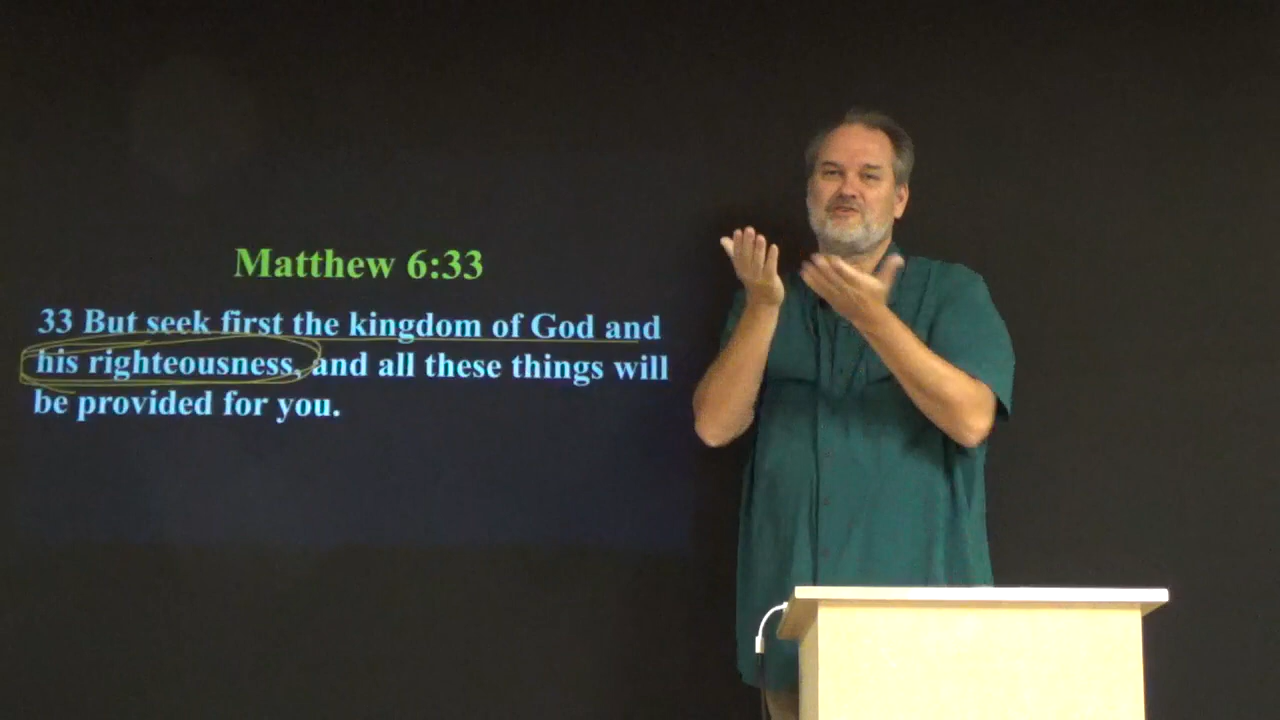 Matthew 6:33
33 But seek first the kingdom of God and
his righteousness, and all these things will
be provided for you.